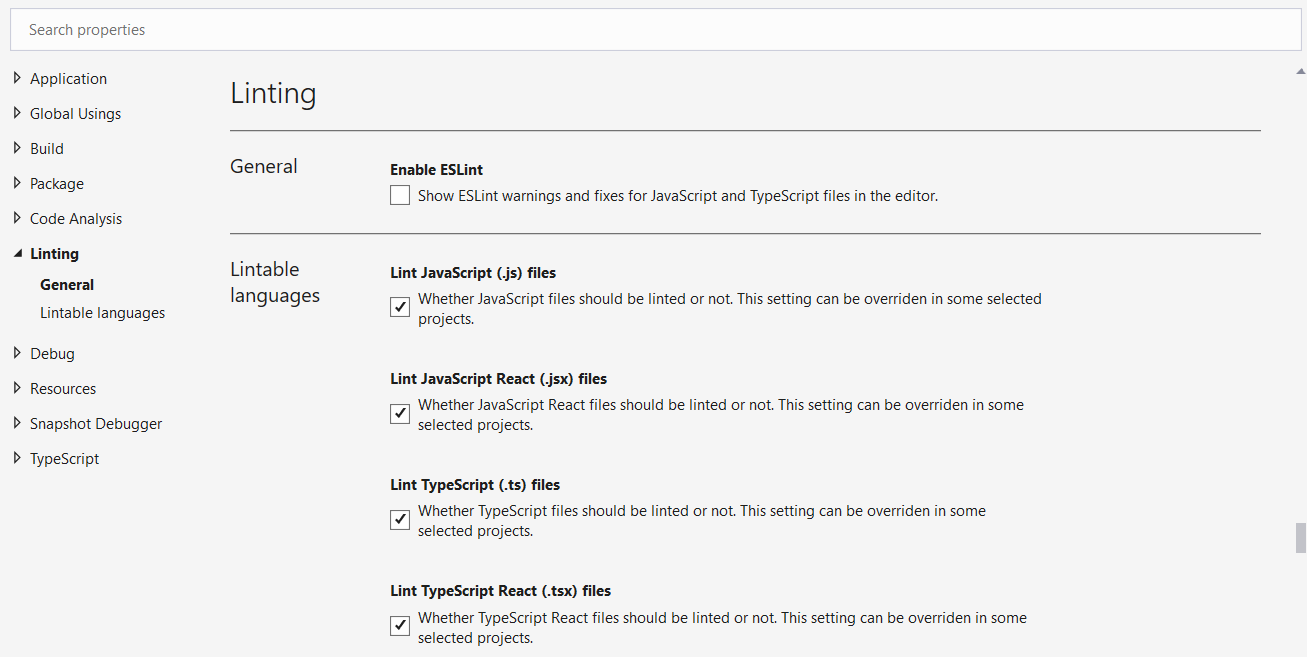 Search properties
Application
Global Usings
Build
Package
Code Analysis
Linting
General
Lintable languages
Debug
Resources
Snapshot Debugger
TypeScript
Linting
General
Enable ESLint
Show ESLint warnings and fixes for JavaScript and TypeScript files in the editor.
Lintable
languages
Lint JavaScript (.js) files
Whether JavaScript files should be linted or not. This setting can be overriden in some selected
projects.
Lint JavaScript React (.jsx) files
Whether JavaScript React files should be linted or not. This setting can be overriden in some
selected projects.
Lint TypeScript (.ts) files
Whether TypeScript files should be linted or not. This setting can be overriden in some
selected projects.
Lint TypeScript React (.tsx) files
Whether TypeScript React files should be linted or not. This setting can be overriden in some
selected projects.